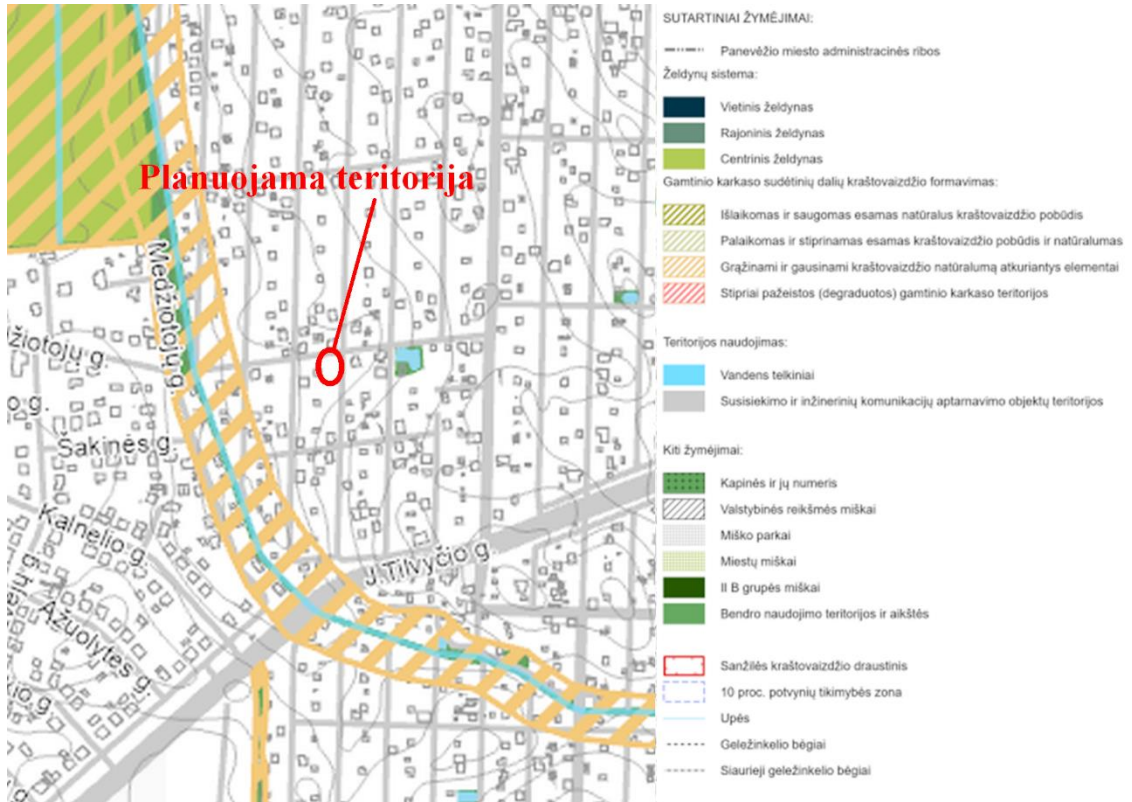 Planuojama teritorija
Medžiotojų g.
žiotojų g.
o g.
Šakinės g.
Kalnelio g.
Ąžuolytės g.
J.Tilvyčio g.
io g.
SUTARTINIAI ŽYMĖJIMAI:
Panevėžio miesto administracinės ribos
Želdynų sistema:
Vietinis želdynas
Rajoninis želdynas
Centrinis želdynas
Gamtinio karkaso sudėtinių dalių kraštovaizdžio formavimas:
Išlaikomas ir saugomas esamas natūralus kraštovaizdžio pobūdis
Palaikomas ir stiprinamas esamas kraštovaizdžio pobūdis ir natūralumas
Grąžinami ir gausinami kraštovaizdžio natūralumą atkuriantys elementai
Stipriai pažeistos (degraduotos) gamtinio karkaso teritorijos
Teritorijos naudojimas:
Vandens telkiniai
Susisiekimo ir inžinerinių komunikacijų aptarnavimo objektų teritorijos
Kiti žymėjimai:
Kapinės ir jų numeris
Valstybinės reikšmės miškai
Miško parkai
Miestų miškai
II B grupės miškai
Bendro naudojimo teritorijos ir aikštės
Sanžilės kraštovaizdžio draustinis
10 proc. potvynių tikimybės zona
Upės
Geležinkelio bėgiai
Siaurieji geležinkelio bėgiai